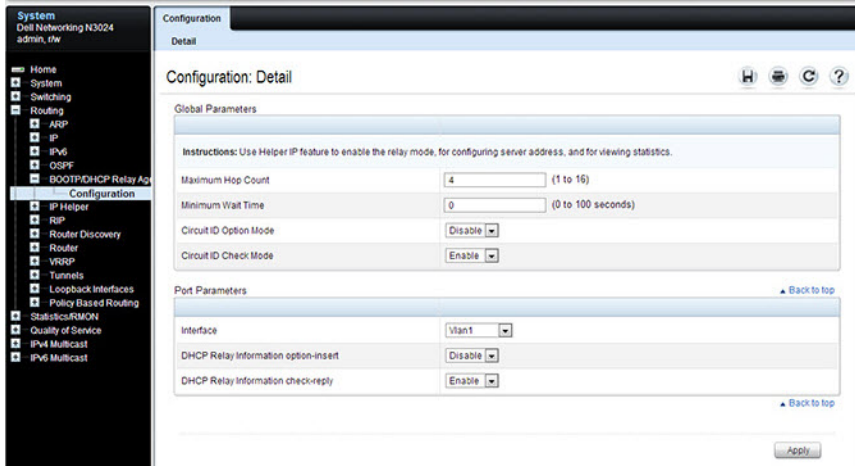 System
Dell Networking N3024
admin, r/w
Home
System
Switching
Routing
ARP
IP
IPv6
OSPF
BOOTP/DHCP Relay Age
Configuration
IP Helper
RIP
Router Discovery
Router
VRRP
Tunnels
Loopback Interfaces
Policy Based Routing
Statistics/RMON
Quality of Service
IPv4 Multicast
IPv6 Multicast
Configuration
Detail
Configuration: Detail
?
Global Parameters
Instructions: Use Helper IP feature to enable the relay mode, for configuring server address, and for viewing statistics.
Maximum Hop Count 4 (1 to 16)
Minimum Wait Time 0 (0 to 100 seconds)
Circuit ID Option Mode Disable
Circuit ID Check Mode Enable
Port Parameters Back to top
Interface Vlan1
DHCP Relay Information option-insert Disable
DHCP Relay Information check-reply Enable
Back to top
Apply